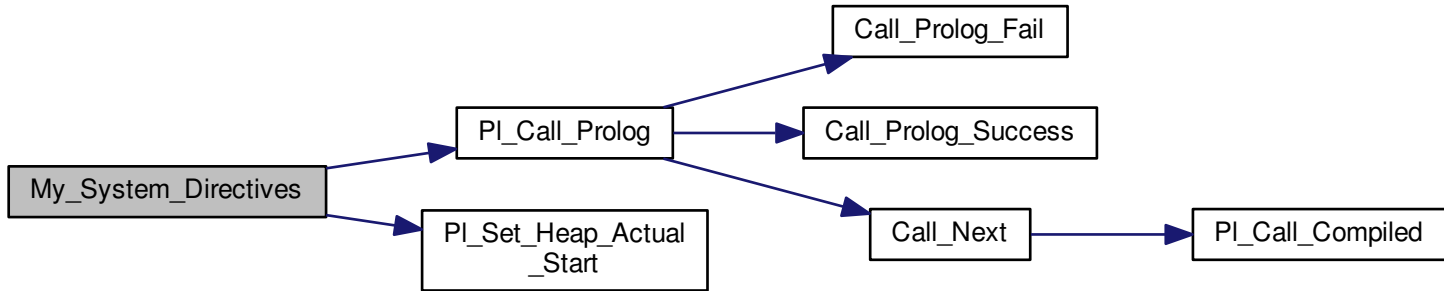 Call_Prolog_Fail
Pl_Call_Prolog
Call_Prolog_Success
My_System_Directives
Pl_Set_Heap_Actual
_Start
Call_Next
Pl_Call_Compiled